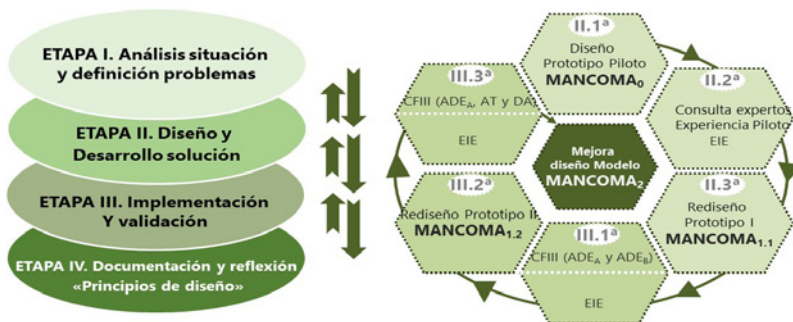 ETAPA I. Análisis situación
y definición problemas
ETAPA II. Diseño y
Desarrollo solución
ETAPA III. Implementación
Y validación
ETAPA IV. Documentación y reflexión
«Principios de diseño»
II.1ª
Diseño
Prototipo Piloto
MANCOMA0
II.2ª
Consulta expertos
Experiencia Piloto
EIE
II.3ª
Rediseño
Prototipo I
MANCOMA1.1
III.1ª
CFIII (ADEA y ADEB)
EIE
III.2ª
Rediseño Prototipo II
MANCOMA1.2
III.3ª
CFIII (ADEA, AT y DA)
EIE
Mejora
diseño Modelo
MANCOMA2